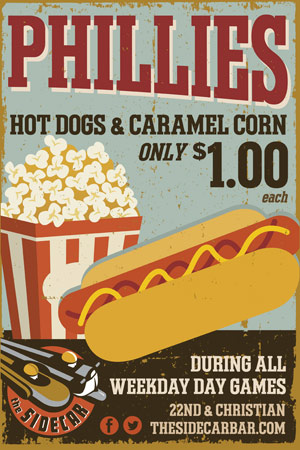 PHILLIES
HOT DOGS & CARAMEL CORN
ONLY $1.00
each
DURING ALL
WEEKDAY DAY GAMES
22ND & CHRISTIAN
THESIDECARBAR.COM
the SIDECAR